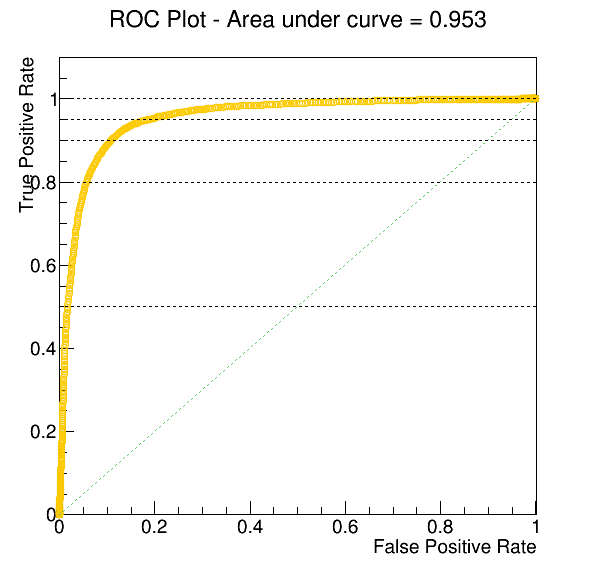 ROC Plot - Area under curve = 0.953
True Positive Rate
1
0.8
0.6
0.4
0.2
0
0 0.2 0.4 0.6 0.8 1
False Positive Rate